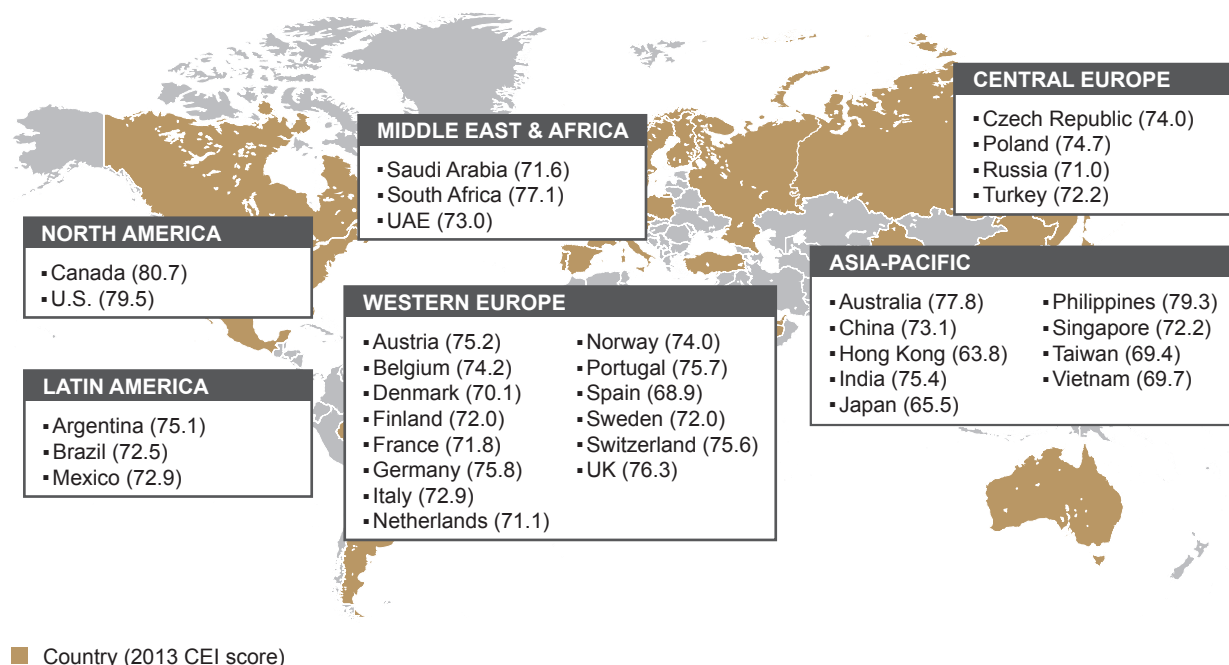 CENTRAL EUROPE
▪ Czech Republic (74.0)
▪ Poland (74.7)
▪ Russia (71.0)
▪ Turkey (72.2)
MIDDLE EAST & AFRICA
▪ Saudi Arabia (71.6)
▪ South Africa (77.1)
▪ UAE (73.0)
NORTH AMERICA
▪ Canada (80.7)
▪ U.S. (79.5)
ASIA-PACIFIC
▪ Australia (77.8)
▪ China (73.1)
▪ Hong Kong (63.8)
▪ India (75.4)
▪ Japan (65.5)
▪ Philippines (79.3)
▪ Singapore (72.2)
▪ Taiwan (69.4)
▪ Vietnam (69.7)
WESTERN EUROPE
▪ Austria (75.2)
▪ Belgium (74.2)
▪ Denmark (70.1)
▪ Finland (72.0)
▪ France (71.8)
▪ Germany (75.8)
▪ Italy (72.9)
▪ Netherlands (71.1)
▪ Norway (74.0)
▪ Portugal (75.7)
▪ Spain (68.9)
▪ Sweden (72.0)
▪ Switzerland (75.6)
▪ UK (76.3)
LATIN AMERICA
▪ Argentina (75.1)
▪ Brazil (72.5)
▪ Mexico (72.9)
Country (2013 CEI score)